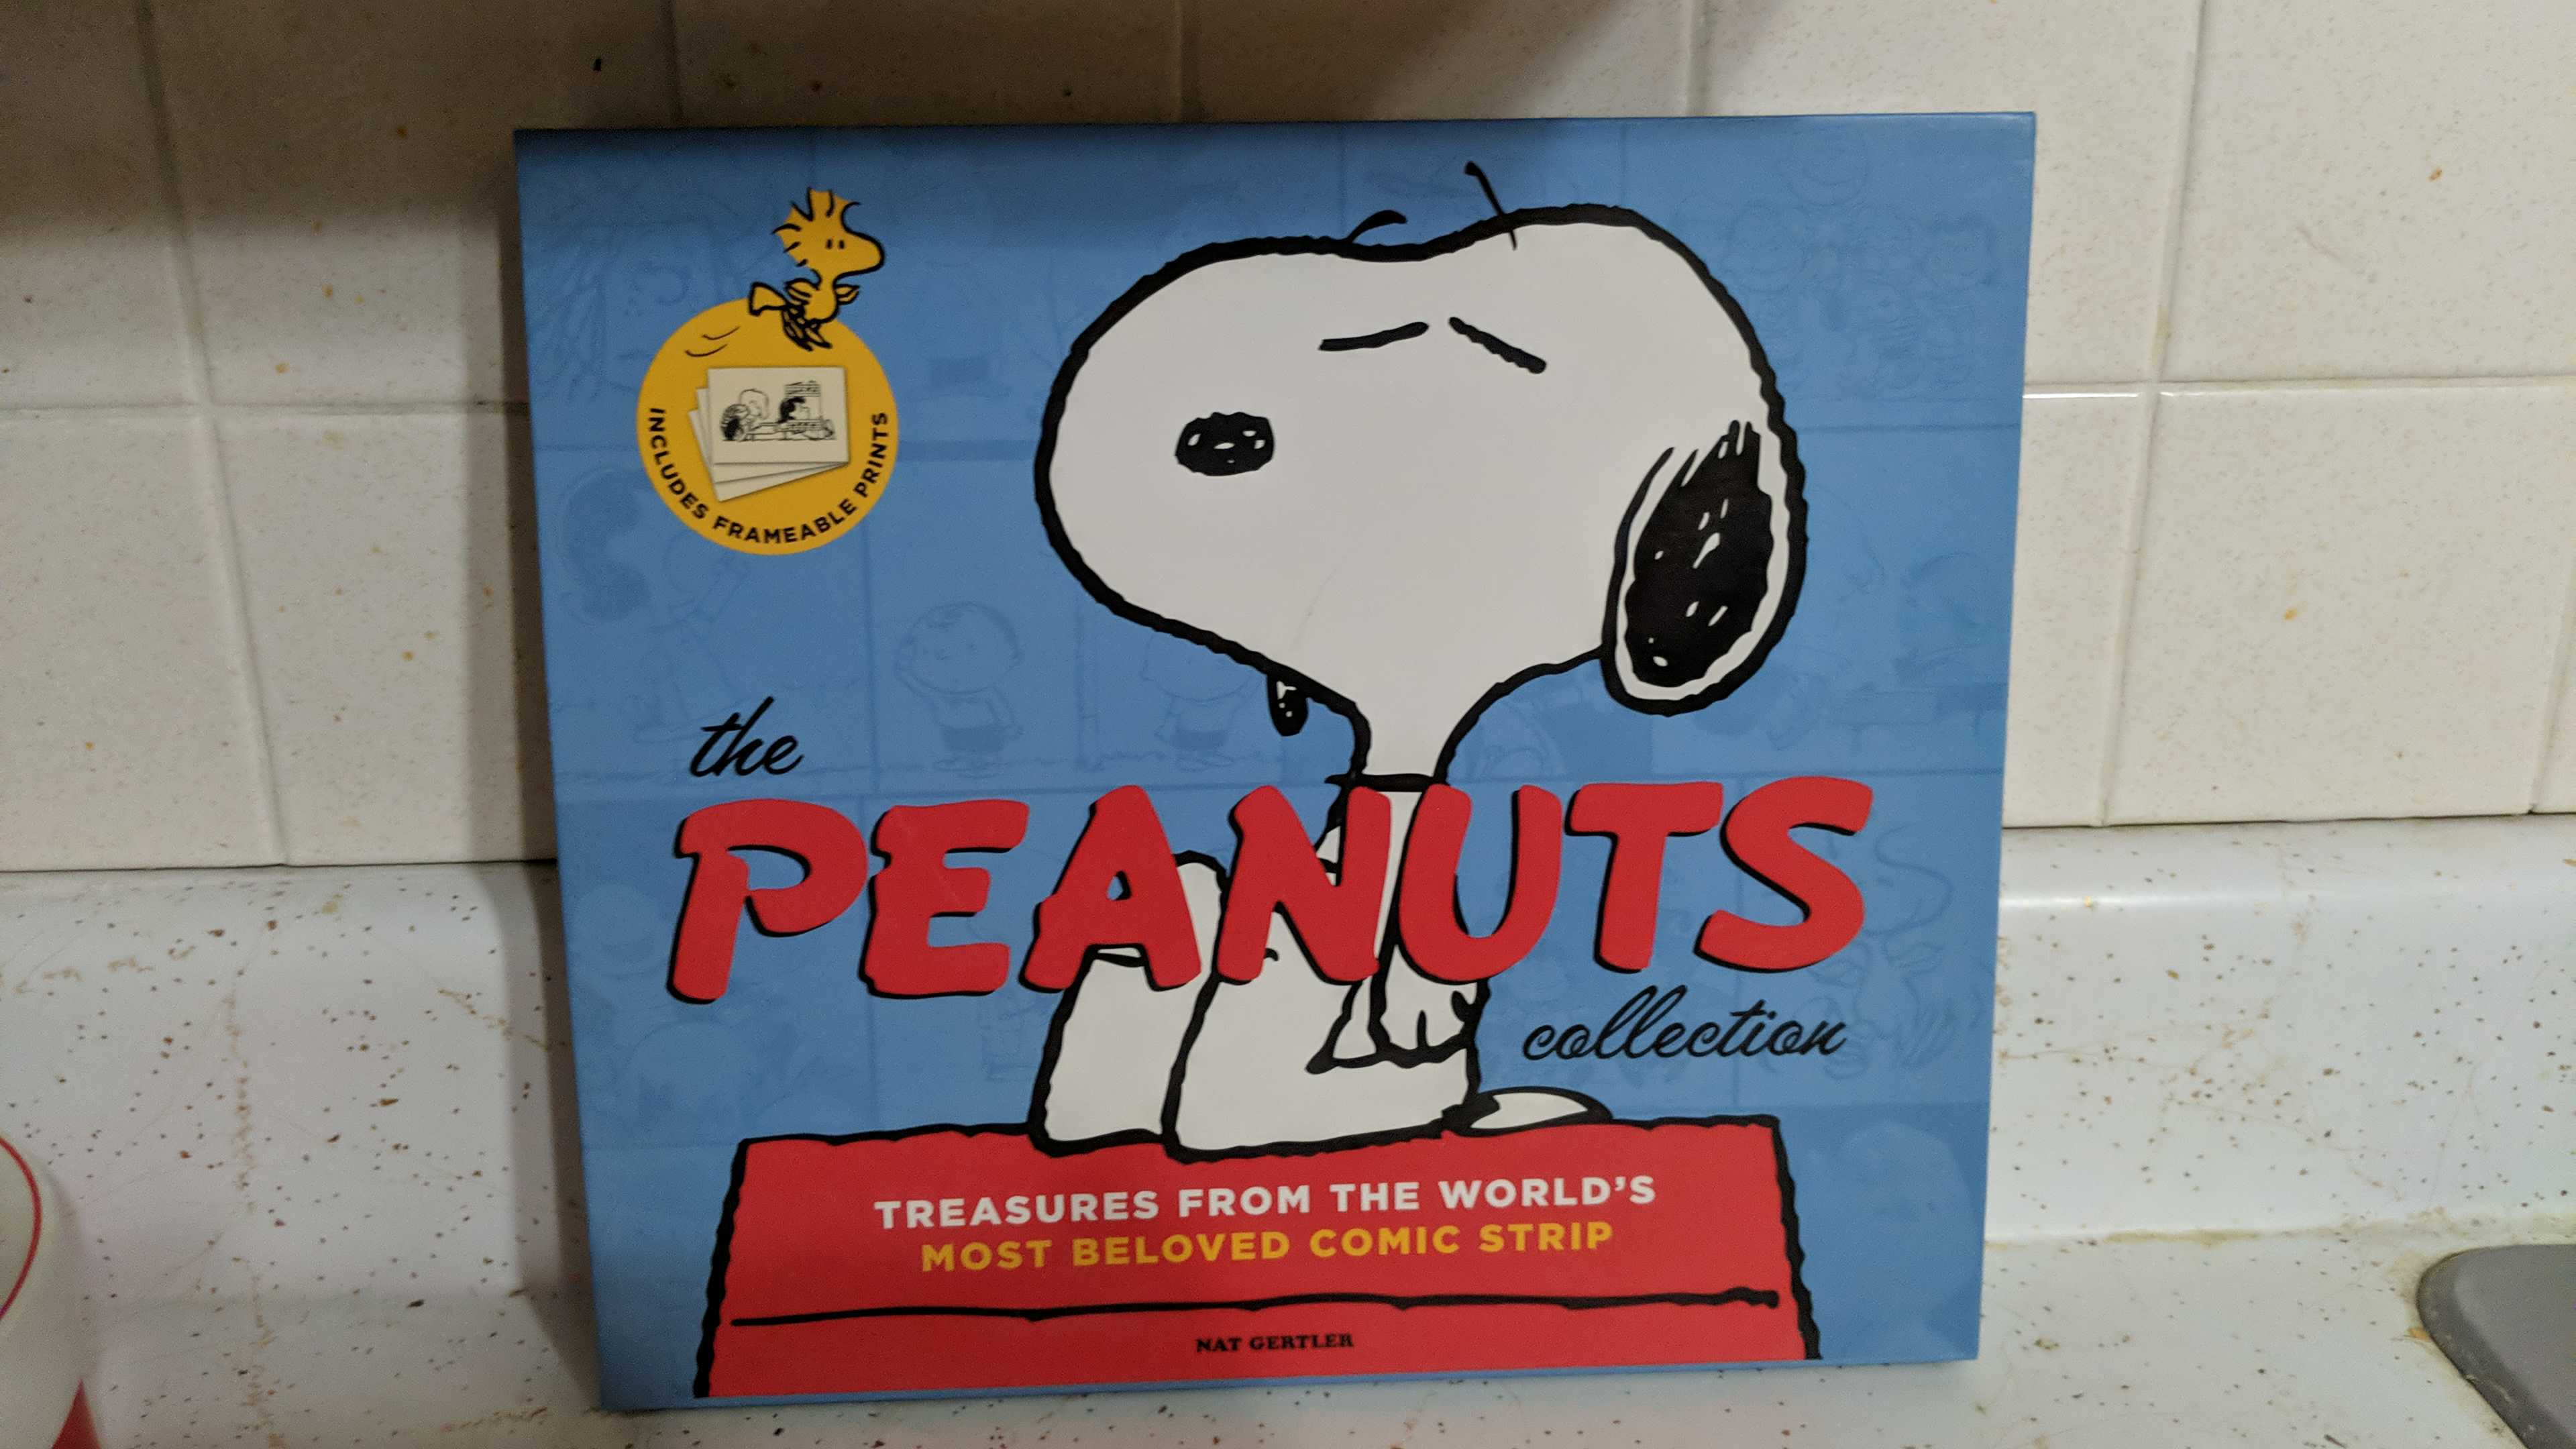 INCLUDES FRAMEABLE PRINTS
the
PEANUTS
collection
TREASURES FROM THE WORLD'S
MOST BELOVED COMIC STRIP
NAT GERTLER